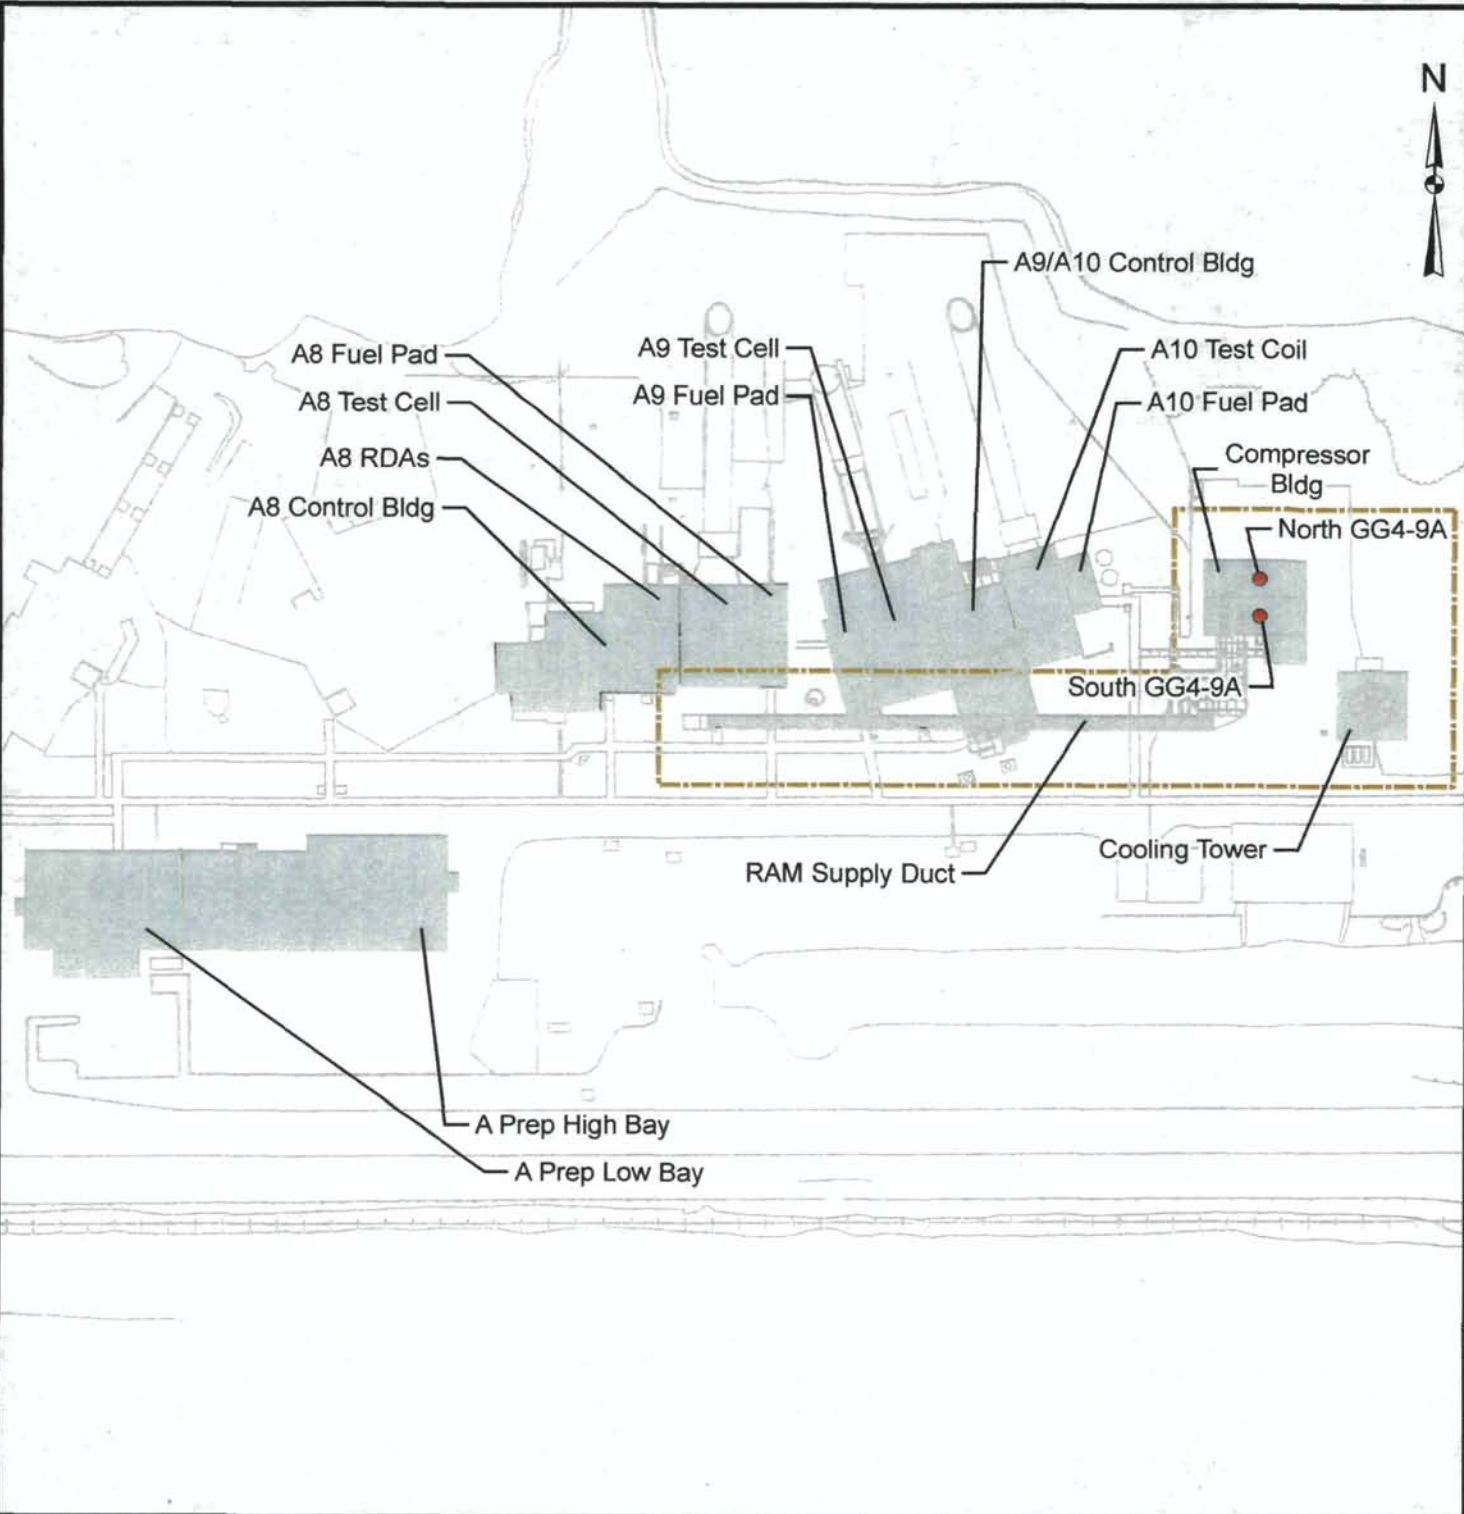 N
A9/A10 Control Bldg
A8 Fuel Pad
A9 Test Cell
A10 Test Coil
A8 Test Cell
A9 Fuel Pad
A10 Fuel Pad
A8 RDAs
Compressor
Bldg
A8 Control Bldg
North GG4-9A
South GG4-9A
RAM Supply Duct
Cooling Tower
A Prep High Bay
A Prep Low Bay